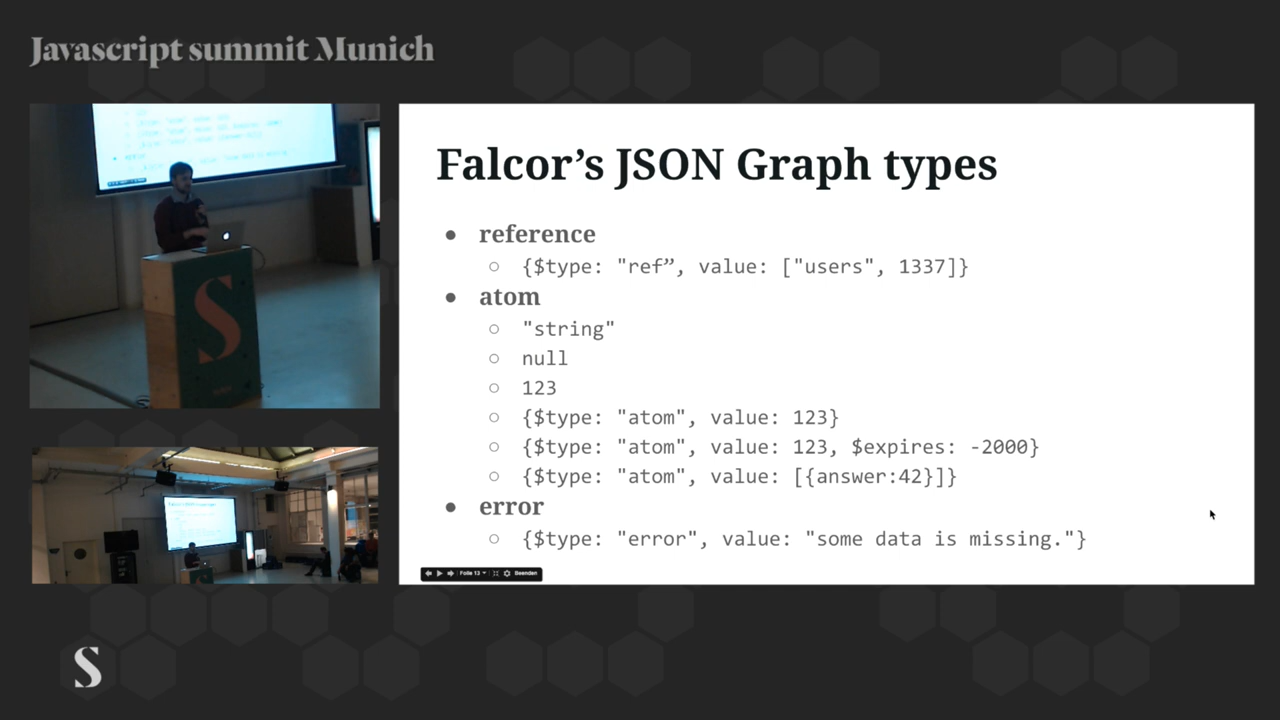 Javascript summit Munich
Falcor’s JSON Graph types
● reference
○ {$type: "ref”, value: ["users", 1337]}
● atom
○ "string"
○ null
○ 123
○ {$type: "atom", value: 123}
○ {$type: "atom", value: 123, $expires: -2000}
○ {$type: "atom", value: [{answer:42}]}
● error
○ {$type: "error", value: "some data is missing."}
Folie 13
Beenden
S
S